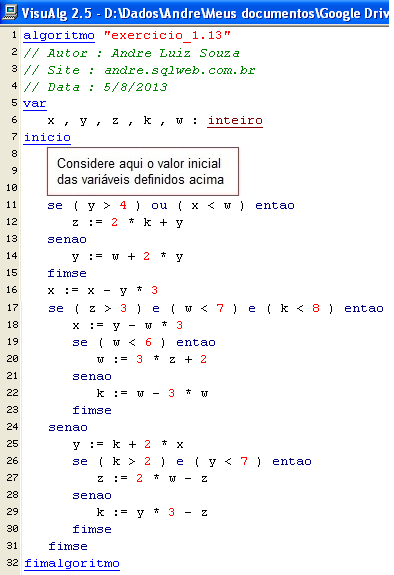 VisuAlg 2.5 - D:\Dados\Andre\Meus documentos\Google Driv
1 algoritmo "exercicio_1.13"
2 // Autor : Andre Luiz Souza
3 // Site : andre.sqlweb.com.br
4 // Data : 5/8/2013
5 var
6 x , y , z , k , w : inteiro
7 inicio
8
9 Considere aqui o valor inicial
10 das variáveis definidos acima
11 se ( y > 4 ) ou ( x < w ) entao
12 z := 2 * k + y
13 senao
14 y := w + 2 * y
15 fimse
16 x := x - y * 3
17 se ( z > 3 ) e ( w < 7 ) e ( k < 8 ) entao
18 x := y - w * 3
19 se ( w < 6 ) entao
20 w := 3 * z + 2
21 senao
22 k := w - 3 * w
23 fimse
24 senao
25 y := k + 2 * x
26 se ( k > 2 ) e ( y < 7 ) entao
27 z := 2 * w - z
28 senao
29 k := y * 3 - z
30 fimse
31 fimse
32 fimalgoritmo